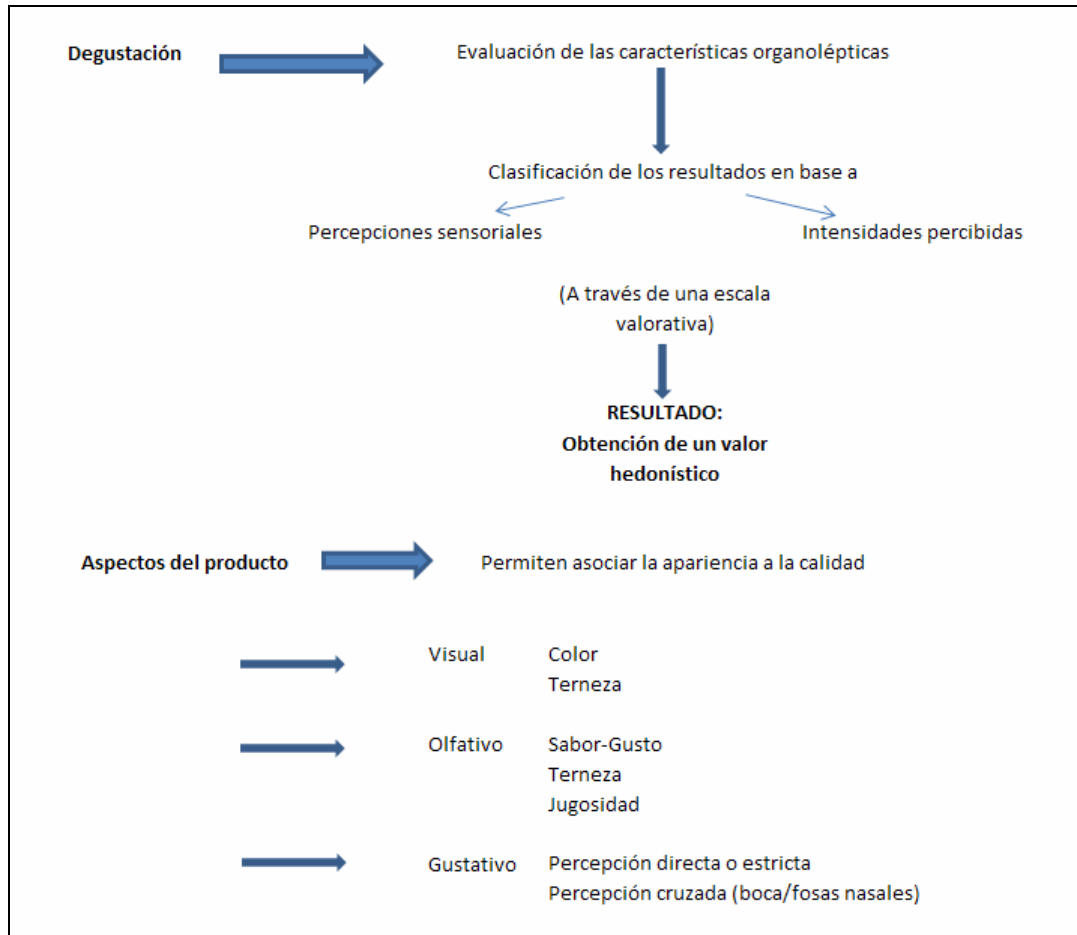 Degustación
Evaluación de las características organolépticas
Clasificación de los resultados en base a
Percepciones sensoriales
Intensidades percibidas
(A través de una escala
valorativa)
RESULTADO:
Obtención de un valor
hedonístico
Aspectos del producto
Permiten asociar la apariencia a la calidad
Visual
Color
Terneza
Olfativo
Sabor-Gusto
Terneza
Jugosidad
Gustativo
Percepción directa o estricta
Percepción cruzada (boca/fosas nasales)